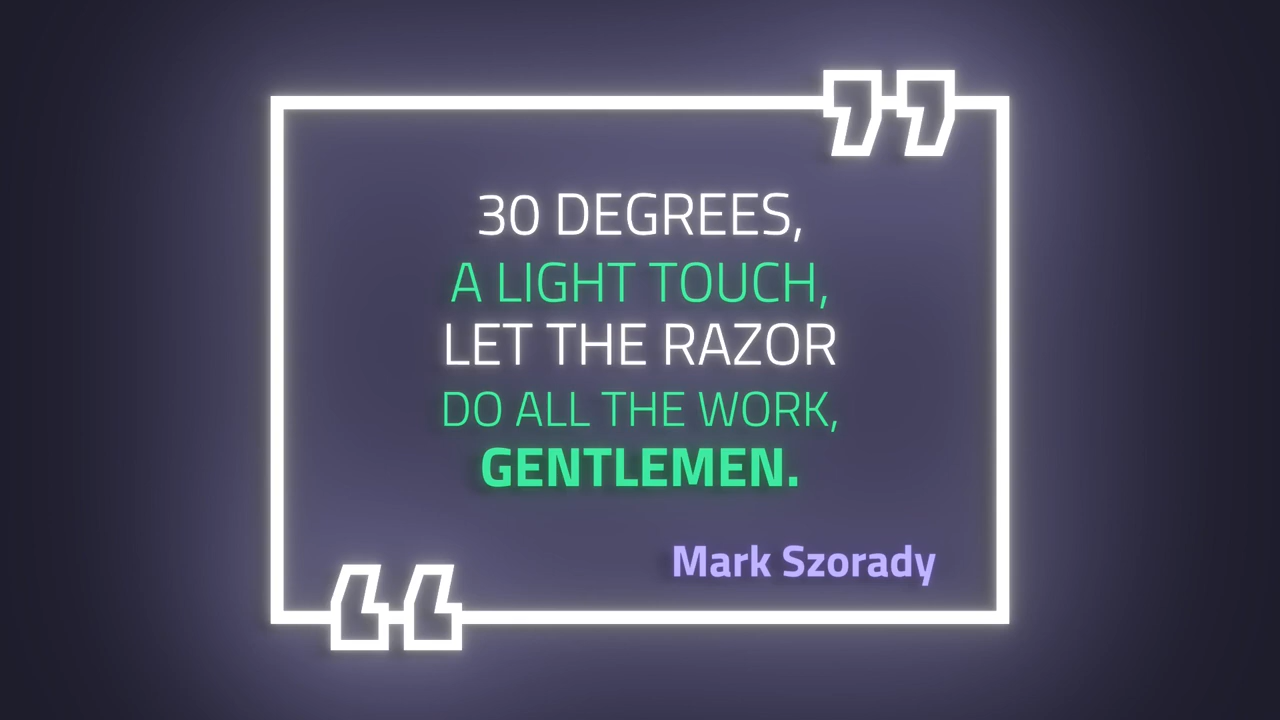 30 DEGREES,
A LIGHT TOUCH,
LET THE RAZOR
DO ALL THE WORK,
GENTLEMEN.
Mark Szorady